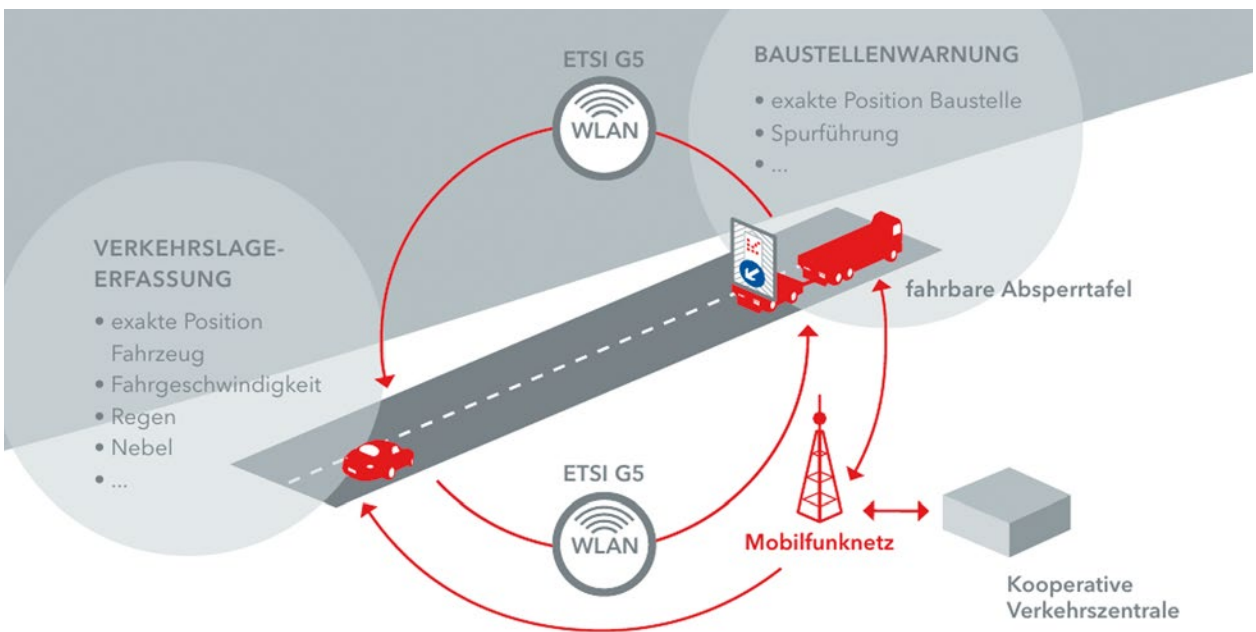 ETSI G5
WLAN
BAUSTELLENWARNUNG
• exakte Position Baustelle
• Spurführung
• ...
VERKEHRSLAGE-
ERFASSUNG
• exakte Position
Fahrzeug
• Fahrgeschwindigkeit
• Regen
• Nebel
• ...
fahrbare Absperrtafel
ETSI G5
WLAN
Mobilfunknetz
Kooperative
Verkehrszentrale